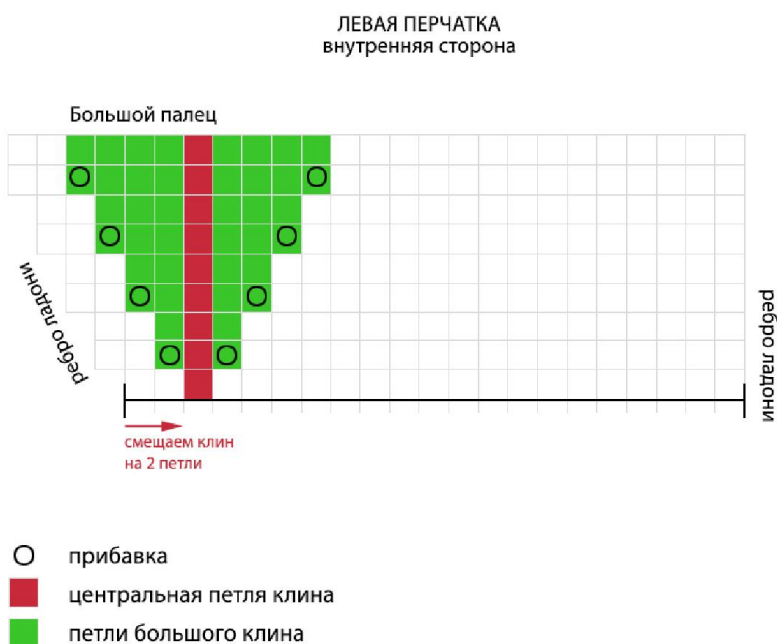 ЛЕВАЯ ПЕРЧАТКА
внутренняя сторона
Большой палец
ребро ладони
ребро ладони
смещаем клин
на 2 петли
прибавка
центральная петля клина
петли большого клина